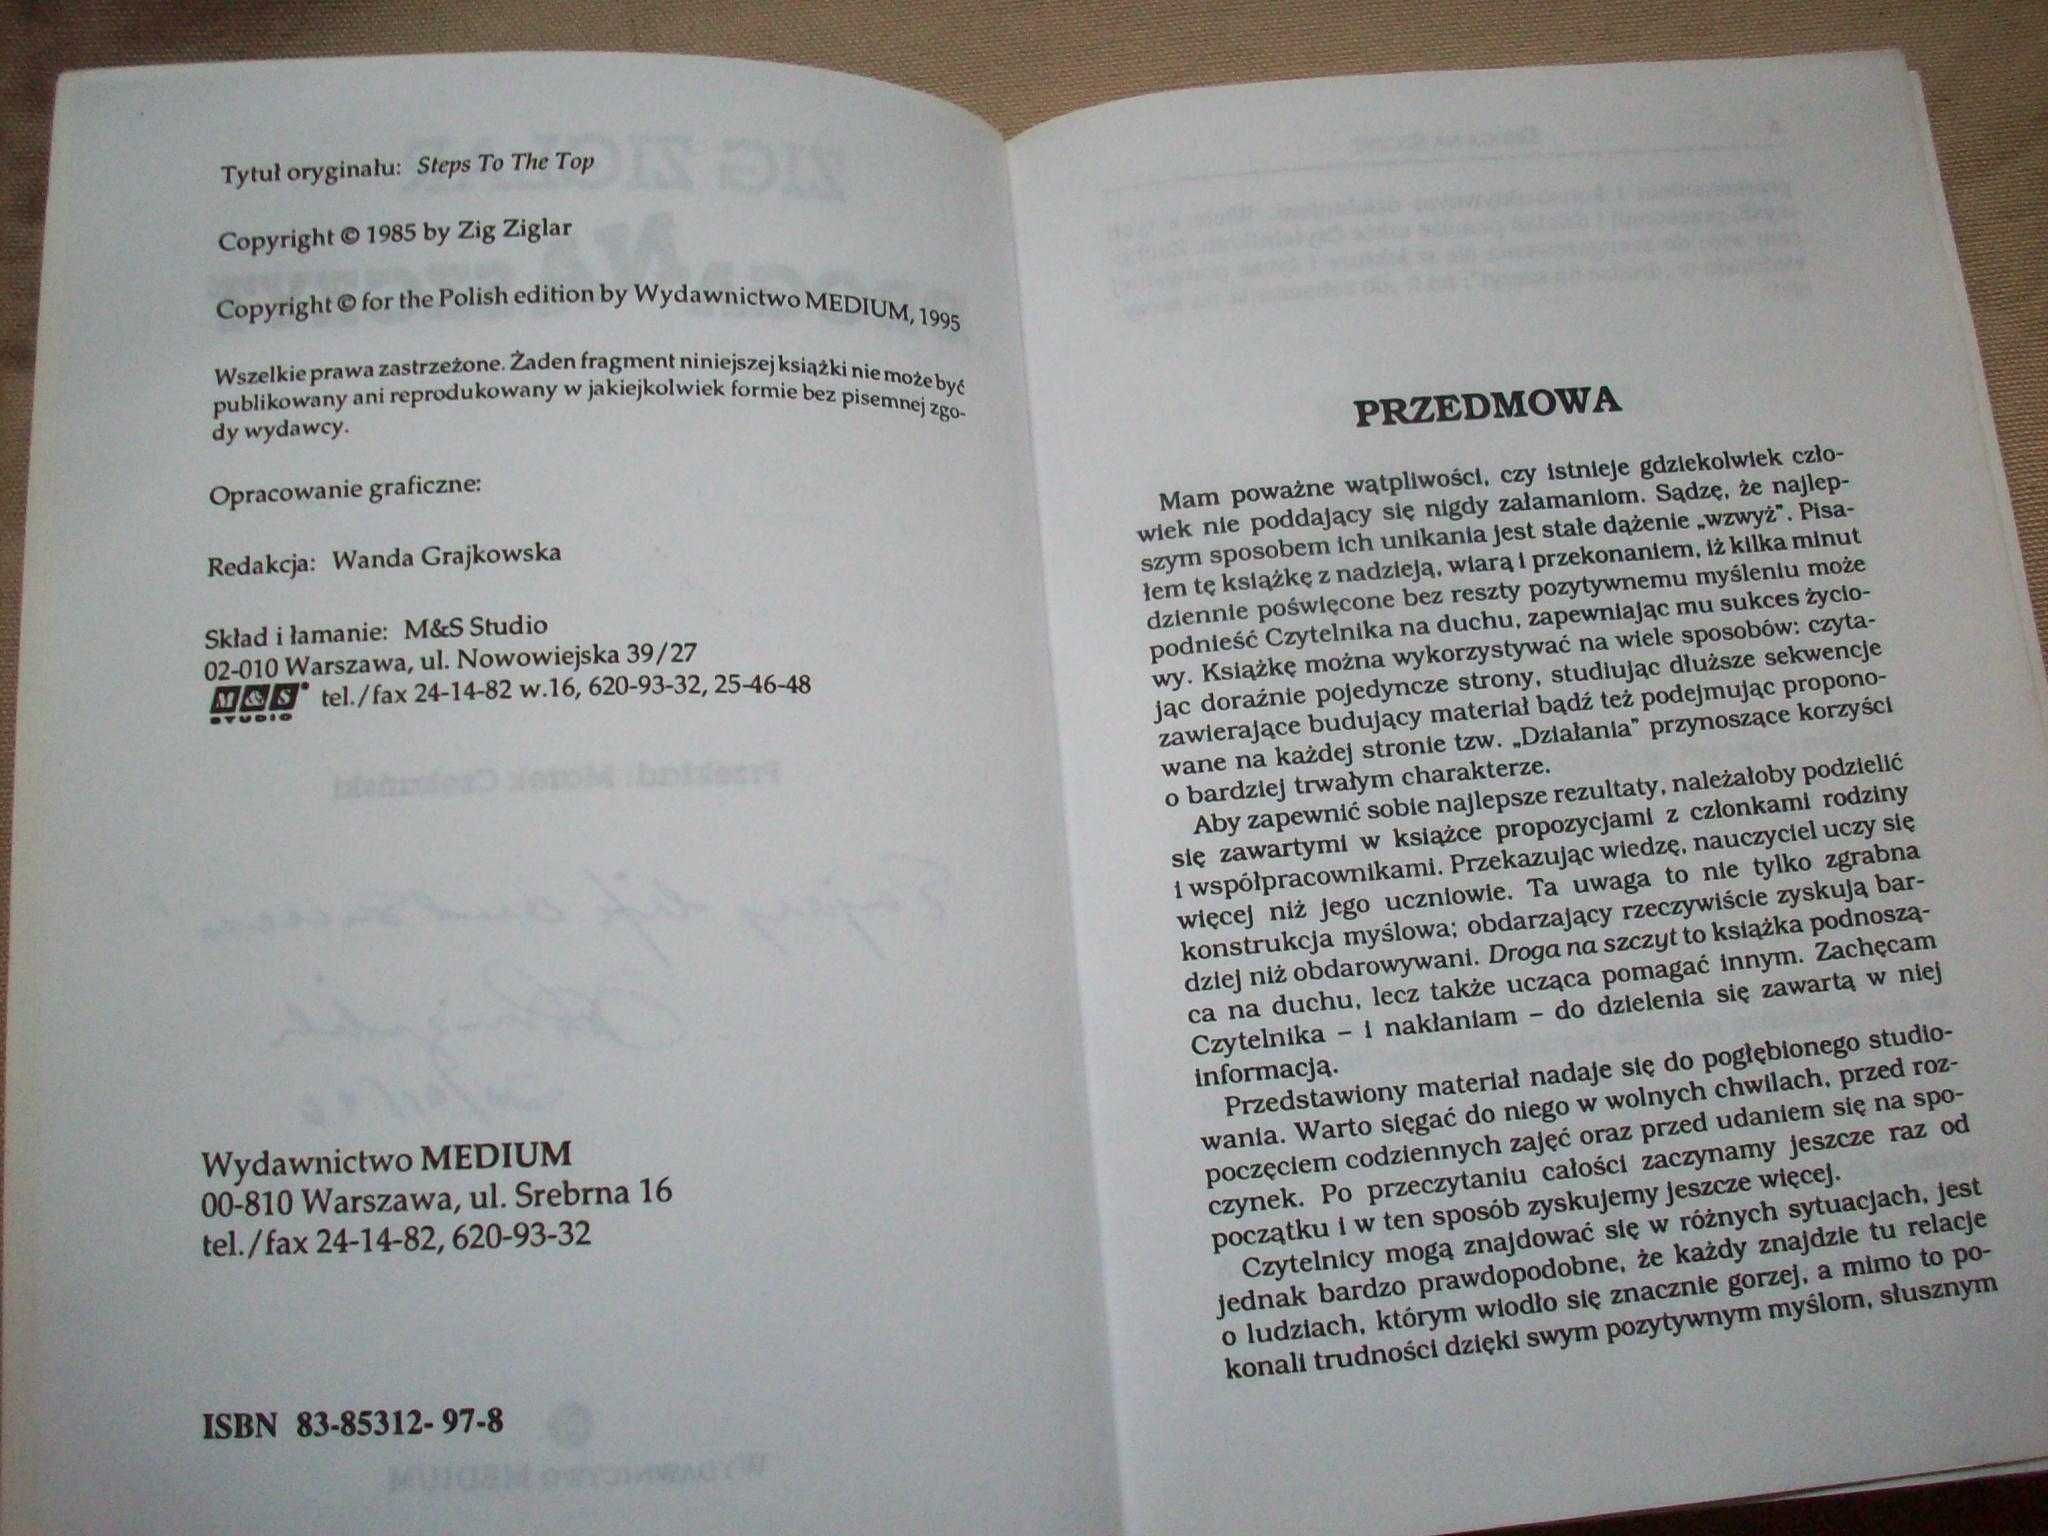 Tytuł oryginału: Steps To The Top
Copyright © 1985 by Zig Ziglar
Copyright © for the Polish edition by Wydawnictwo MEDIUM, 1995
Wszelkie prawa zastrzeżone. Żaden fragment niniejszej książki nie może być
publikowany ani reprodukowany w jakiejkolwiek formie bez pisemnej zgo-
dy wydawcy.
Opracowanie graficzne:
Redakcja: Wanda Grajkowska
Skład i łamanie: M&S Studio
02-010 Warszawa, ul. Nowowiejska 39/27
M&S STUDIO tel./fax 24-14-82 w.16, 620-93-32, 25-46-48
Wydawnictwo MEDIUM
00-810 Warszawa, ul. Srebrna 16
tel./fax 24-14-82, 620-93-32
ISBN 83-85312- 97-8
PRZEDMOWA
Mam poważne wątpliwości, czy istnieje gdziekolwiek czło-
wiek nie poddający się nigdy załamaniom. Sądzę, że najlep-
szym sposobem ich unikania jest stałe dążenie „wzwyż”. Pisa-
łem tę książkę z nadzieją, wiarą i przekonaniem, iż kilka minut
dziennie poświęcone bez reszty pozytywnemu myśleniu może
podnieść Czytelnika na duchu, zapewniając mu sukces życio-
wy. Książkę można wykorzystywać na wiele sposobów: czyta-
jąc doraźnie pojedyncze strony, studiując dłuższe sekwencje
zawierające budujący materiał bądź też podejmując propono-
wane na każdej stronie tzw. „Działania” przynoszące korzyści
o bardziej trwałym charakterze.
Aby zapewnić sobie najlepsze rezultaty, należałoby podzielić
się zawartymi w książce propozycjami z członkami rodziny
i współpracownikami. Przekazując wiedzę, nauczyciel uczy się
więcej niż jego uczniowie. Ta uwaga to nie tylko zgrabna
konstrukcja myślowa; obdarzający rzeczywiście zyskują bar-
dziej niż obdarowywani. Droga na szczyt to książka podnoszą-
ca na duchu, lecz także ucząca pomagać innym. Zachęcam
Czytelnika – i nakłaniam – do dzielenia się zawartą w niej
informacją.
Przedstawiony materiał nadaje się do pogłębionego studio-
wania. Warto sięgać do niego w wolnych chwilach, przed roz-
poczęciem codziennych zajęć oraz przed udaniem się na spo-
czynek. Po przeczytaniu całości zaczynamy jeszcze raz od
początku i w ten sposób zyskujemy jeszcze więcej.
Czytelnicy mogą znajdować się w różnych sytuacjach, jest
jednak bardzo prawdopodobne, że każdy znajdzie tu relacje
o ludziach, którym wiodło się znacznie gorzej, a mimo to po-
konali trudności dzięki swym pozytywnym myślom, słusznym